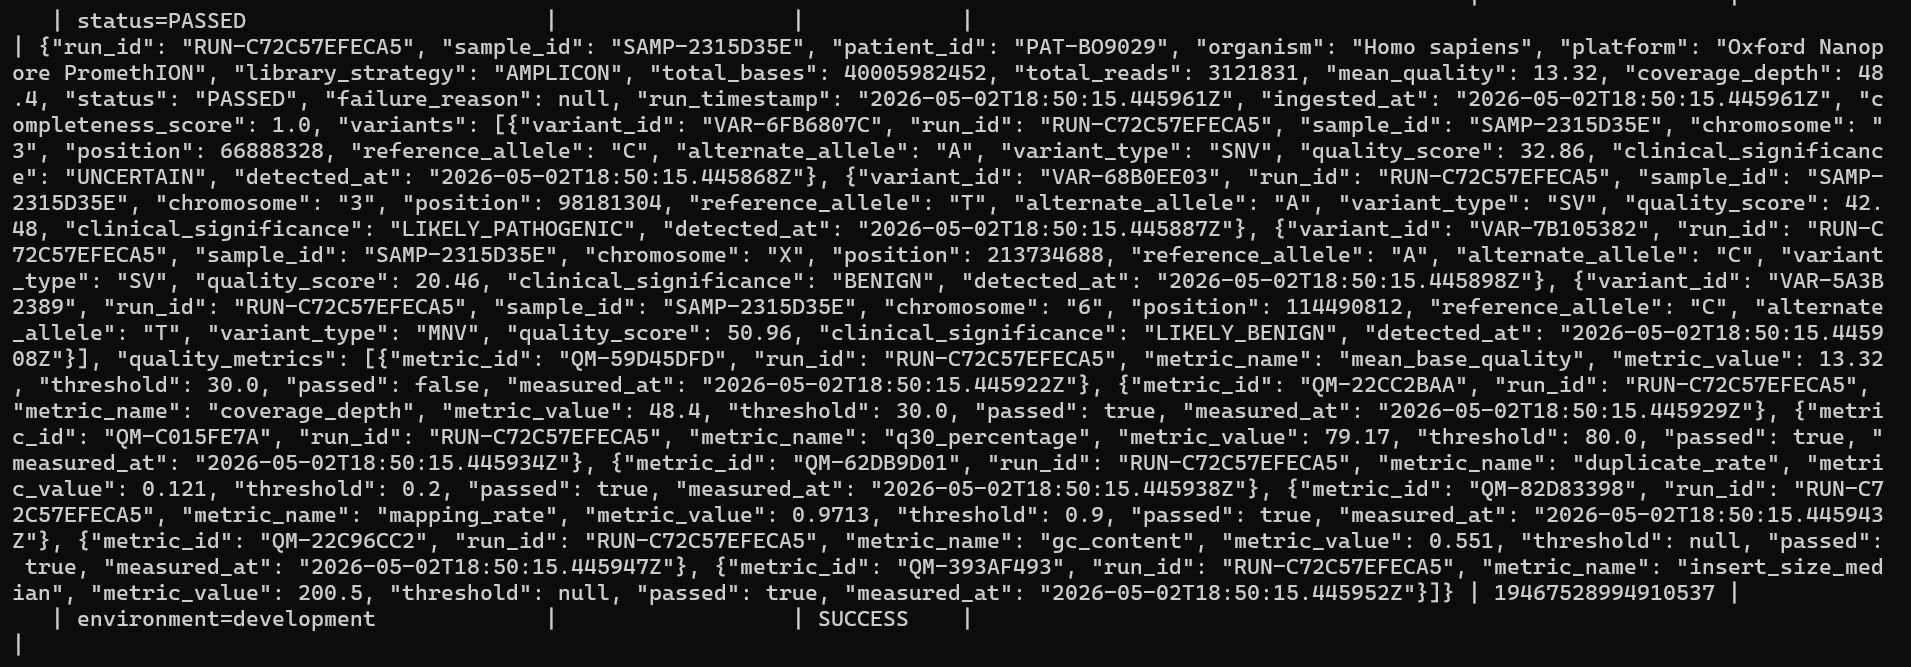 | status=PASSED | | |
| {"run_id": "RUN-C72C57EFECA5", "sample_id": "SAMP-2315D35E", "patient_id": "PAT-BO9029", "organism": "Homo sapiens", "platform": "Oxford Nanop
ore PromethION", "library_strategy": "AMPLICON", "total_bases": 40005982452, "total_reads": 3121831, "mean_quality": 13.32, "coverage_depth": 48
.4, "status": "PASSED", "failure_reason": null, "run_timestamp": "2026-05-02T18:50:15.445961Z", "ingested_at": "2026-05-02T18:50:15.445961Z", "c
ompleteness_score": 1.0, "variants": [{"variant_id": "VAR-6FB6807C", "run_id": "RUN-C72C57EFECA5", "sample_id": "SAMP-2315D35E", "chromosome": "
3", "position": 66888328, "reference_allele": "C", "alternate_allele": "A", "variant_type": "SNV", "quality_score": 32.86, "clinical_significanc
e": "UNCERTAIN", "detected_at": "2026-05-02T18:50:15.445868Z"}, {"variant_id": "VAR-68B0EE03", "run_id": "RUN-C72C57EFECA5", "sample_id": "SAMP-
2315D35E", "chromosome": "3", "position": 98181304, "reference_allele": "T", "alternate_allele": "A", "variant_type": "SV", "quality_score": 42.
48, "clinical_significance": "LIKELY_PATHOGENIC", "detected_at": "2026-05-02T18:50:15.445887Z"}, {"variant_id": "VAR-7B105382", "run_id": "RUN-C
72C57EFECA5", "sample_id": "SAMP-2315D35E", "chromosome": "X", "position": 213734688, "reference_allele": "A", "alternate_allele": "C", "variant
_type": "SV", "quality_score": 20.46, "clinical_significance": "BENIGN", "detected_at": "2026-05-02T18:50:15.445898Z"}, {"variant_id": "VAR-5A3B
2389", "run_id": "RUN-C72C57EFECA5", "sample_id": "SAMP-2315D35E", "chromosome": "6", "position": 114490812, "reference_allele": "C", "alternate
_allele": "T", "variant_type": "MNV", "quality_score": 50.96, "clinical_significance": "LIKELY_BENIGN", "detected_at": "2026-05-02T18:50:15.4459
08Z"}], "quality_metrics": [{"metric_id": "QM-59D45DFD", "run_id": "RUN-C72C57EFECA5", "metric_name": "mean_base_quality", "metric_value": 13.32
, "threshold": 30.0, "passed": false, "measured_at": "2026-05-02T18:50:15.445922Z"}, {"metric_id": "QM-22CC2BAA", "run_id": "RUN-C72C57EFECA5",
"metric_name": "coverage_depth", "metric_value": 48.4, "threshold": 30.0, "passed": true, "measured_at": "2026-05-02T18:50:15.445929Z"}, {"metri
c_id": "QM-C015FE7A", "run_id": "RUN-C72C57EFECA5", "metric_name": "q30_percentage", "metric_value": 79.17, "threshold": 80.0, "passed": true, "
measured_at": "2026-05-02T18:50:15.445934Z"}, {"metric_id": "QM-62DB9D01", "run_id": "RUN-C72C57EFECA5", "metric_name": "duplicate_rate", "metri
c_value": 0.121, "threshold": 0.2, "passed": true, "measured_at": "2026-05-02T18:50:15.445938Z"}, {"metric_id": "QM-82D83398", "run_id": "RUN-C7
2C57EFECA5", "metric_name": "mapping_rate", "metric_value": 0.9713, "threshold": 0.9, "passed": true, "measured_at": "2026-05-02T18:50:15.445943
Z"}, {"metric_id": "QM-22C96CC2", "run_id": "RUN-C72C57EFECA5", "metric_name": "gc_content", "metric_value": 0.551, "threshold": null, "passed":
true, "measured_at": "2026-05-02T18:50:15.445947Z"}, {"metric_id": "QM-393AF493", "run_id": "RUN-C72C57EFECA5", "metric_name": "insert_size_med
ian", "metric_value": 200.5, "threshold": null, "passed": true, "measured_at": "2026-05-02T18:50:15.445952Z"}]} | 19467528994910537 |
| environment=development | | SUCCESS |
|